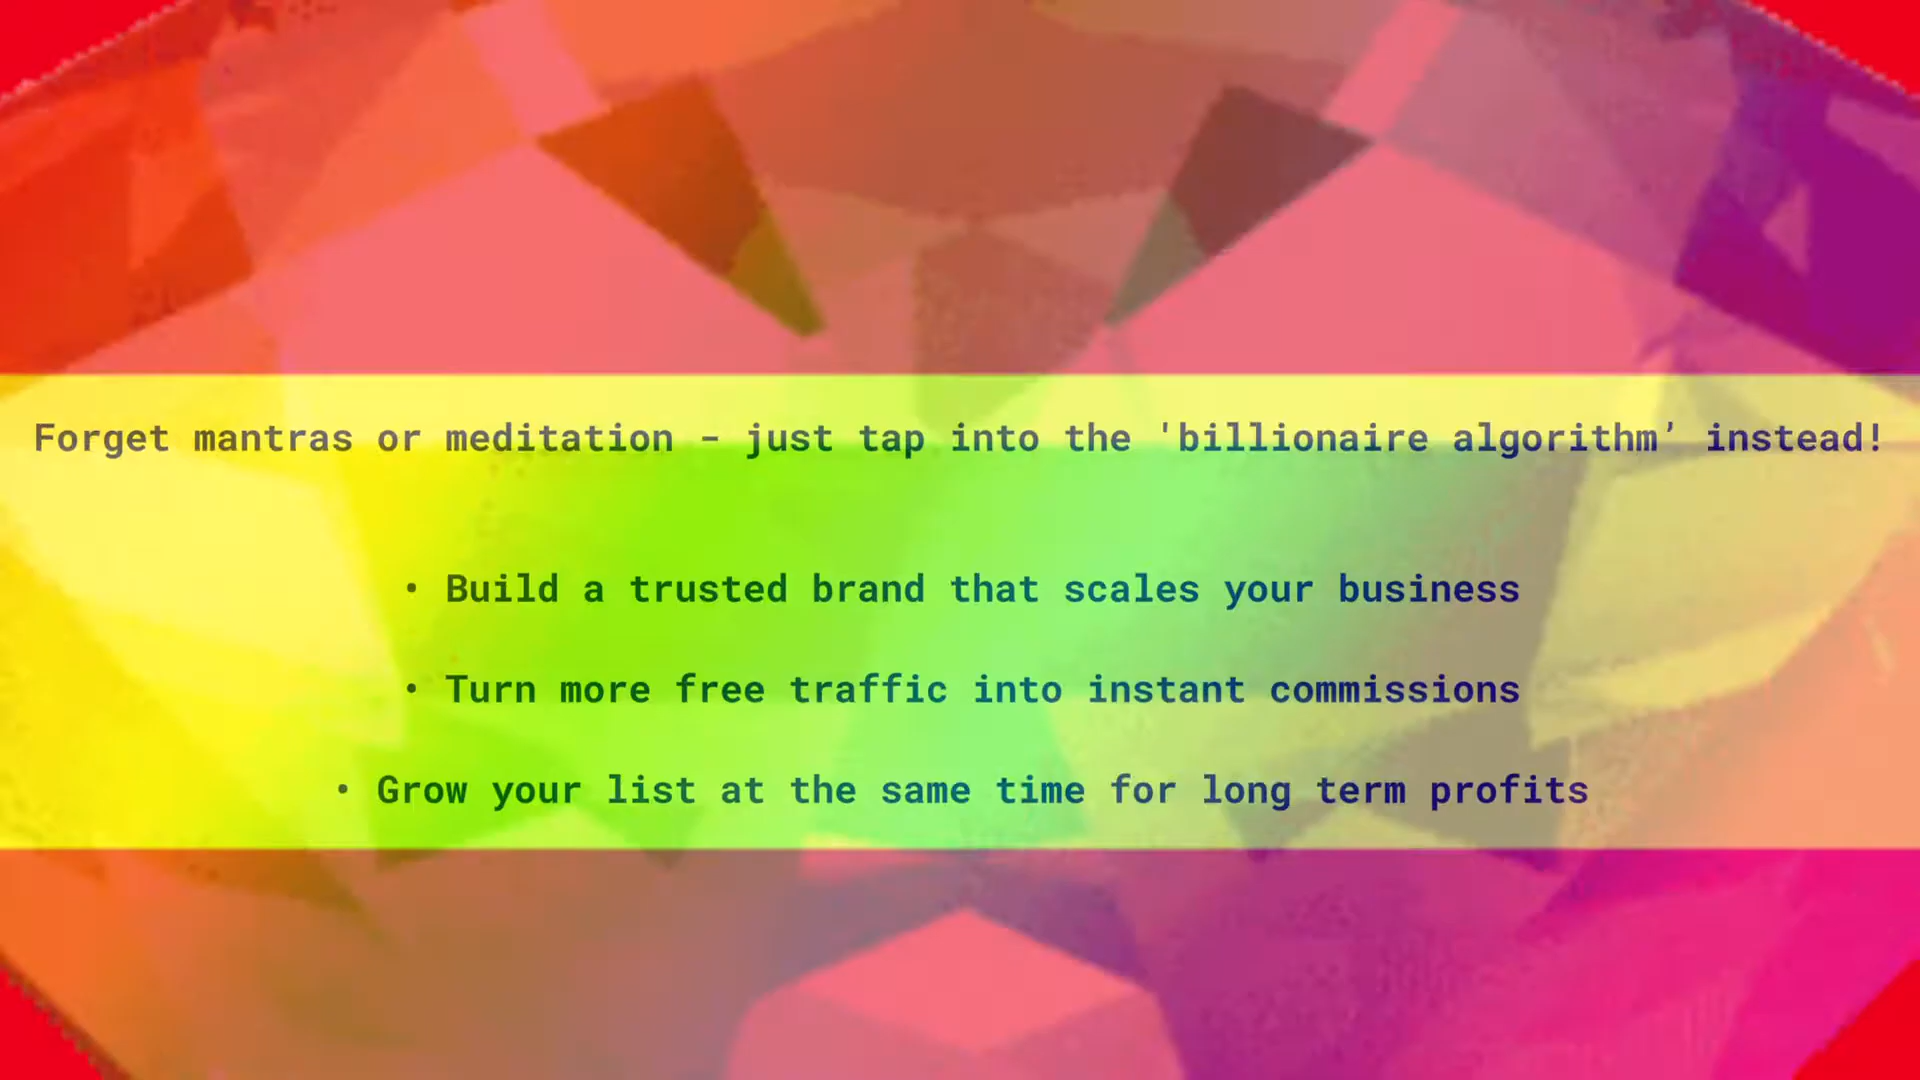 Forget mantras or meditation - just tap into the 'billionaire algorithm’ instead!
• Build a trusted brand that scales your business
• Turn more free traffic into instant commissions
• Grow your list at the same time for long term profits